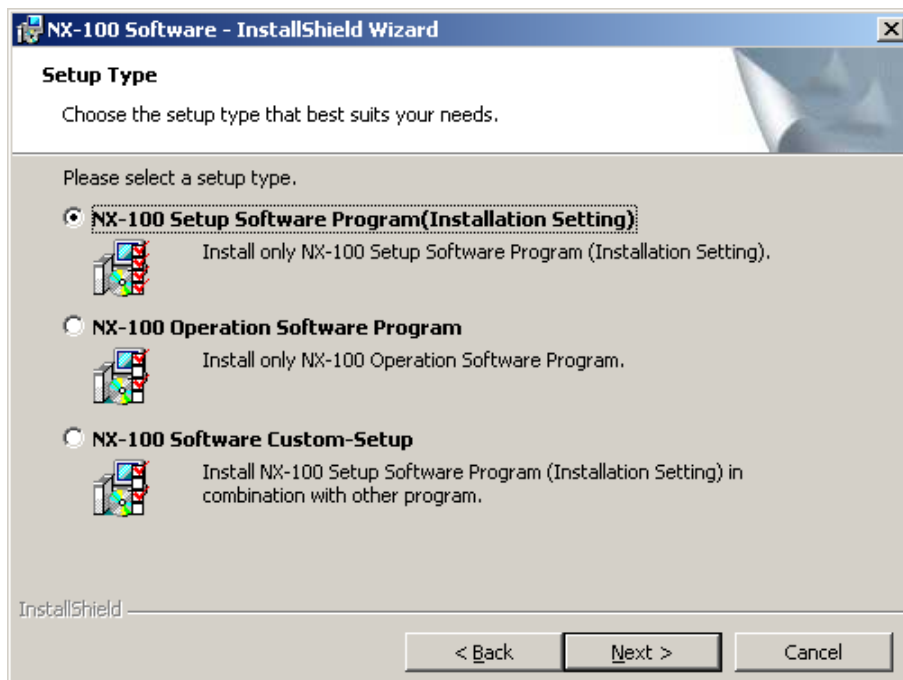 NX-100 Software - InstallShield Wizard
Setup Type
Choose the setup type that best suits your needs.
Please select a setup type.
NX-100 Setup Software Program(Installation Setting)
Install only NX-100 Setup Software Program (Installation Setting).
NX-100 Operation Software Program
Install only NX-100 Operation Software Program.
NX-100 Software Custom-Setup
Install NX-100 Setup Software Program (Installation Setting) in
combination with other program.
InstallShield
< Back Next > Cancel